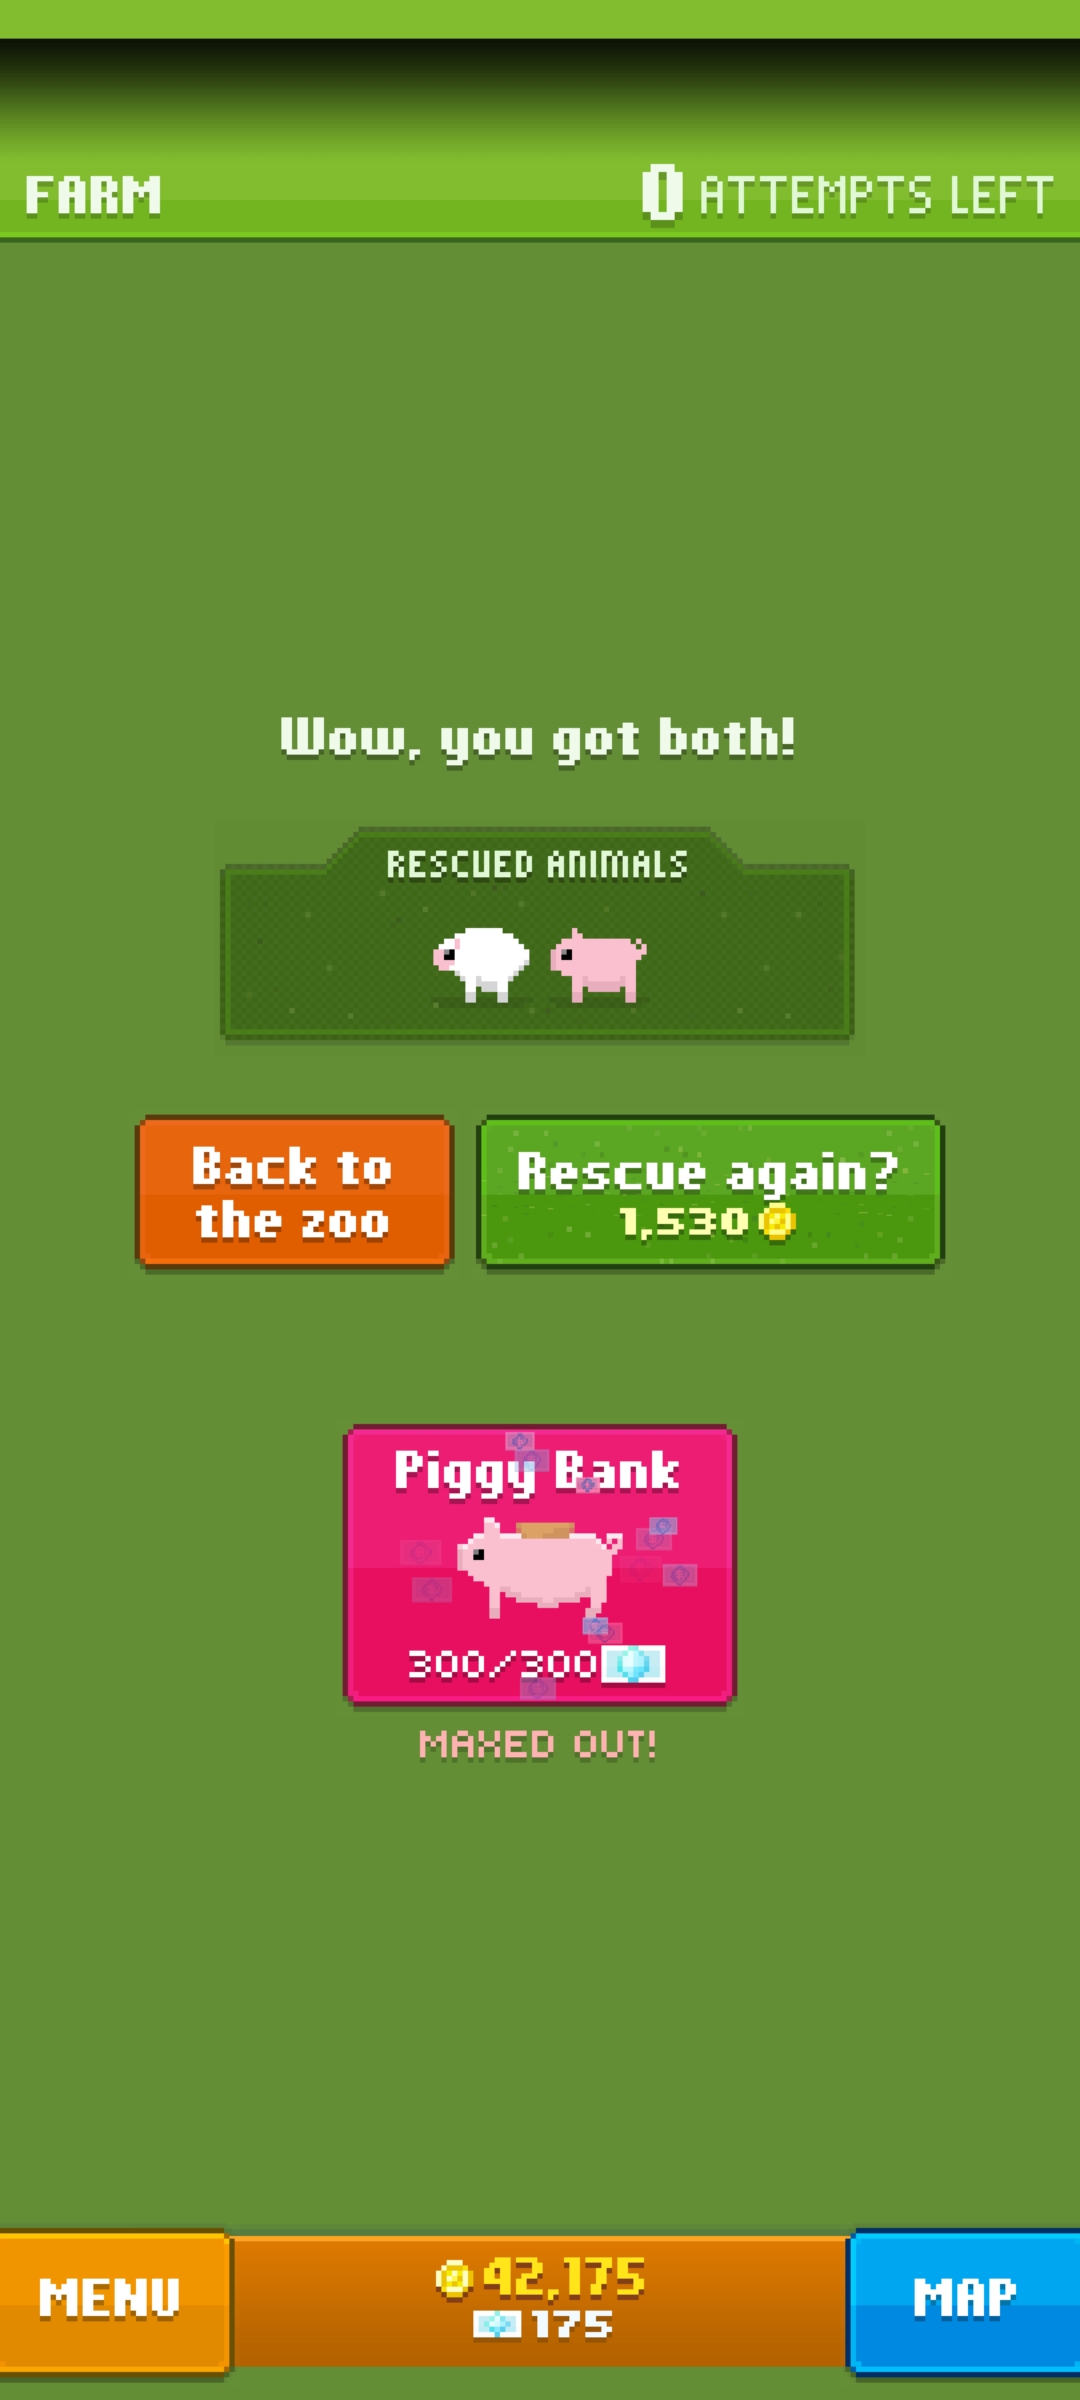 FARM
0 ATTEMPTS LEFT
Wow, you got both!
RESCUED ANIMALS
Back to
the zoo
Rescue again?
1,530
Piggy Bank
300/300
MAXED OUT!
MENU
42,175
175
MAP